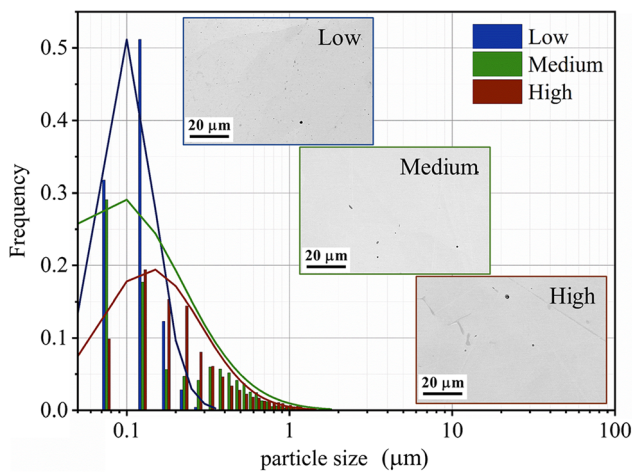 0.5
0.4
0.3
0.2
0.1
0.0
Frequency
0.1
1
10
100
particle size (μm)
Low
Medium
High
Low
20 μm
Medium
20 μm
High
20 μm